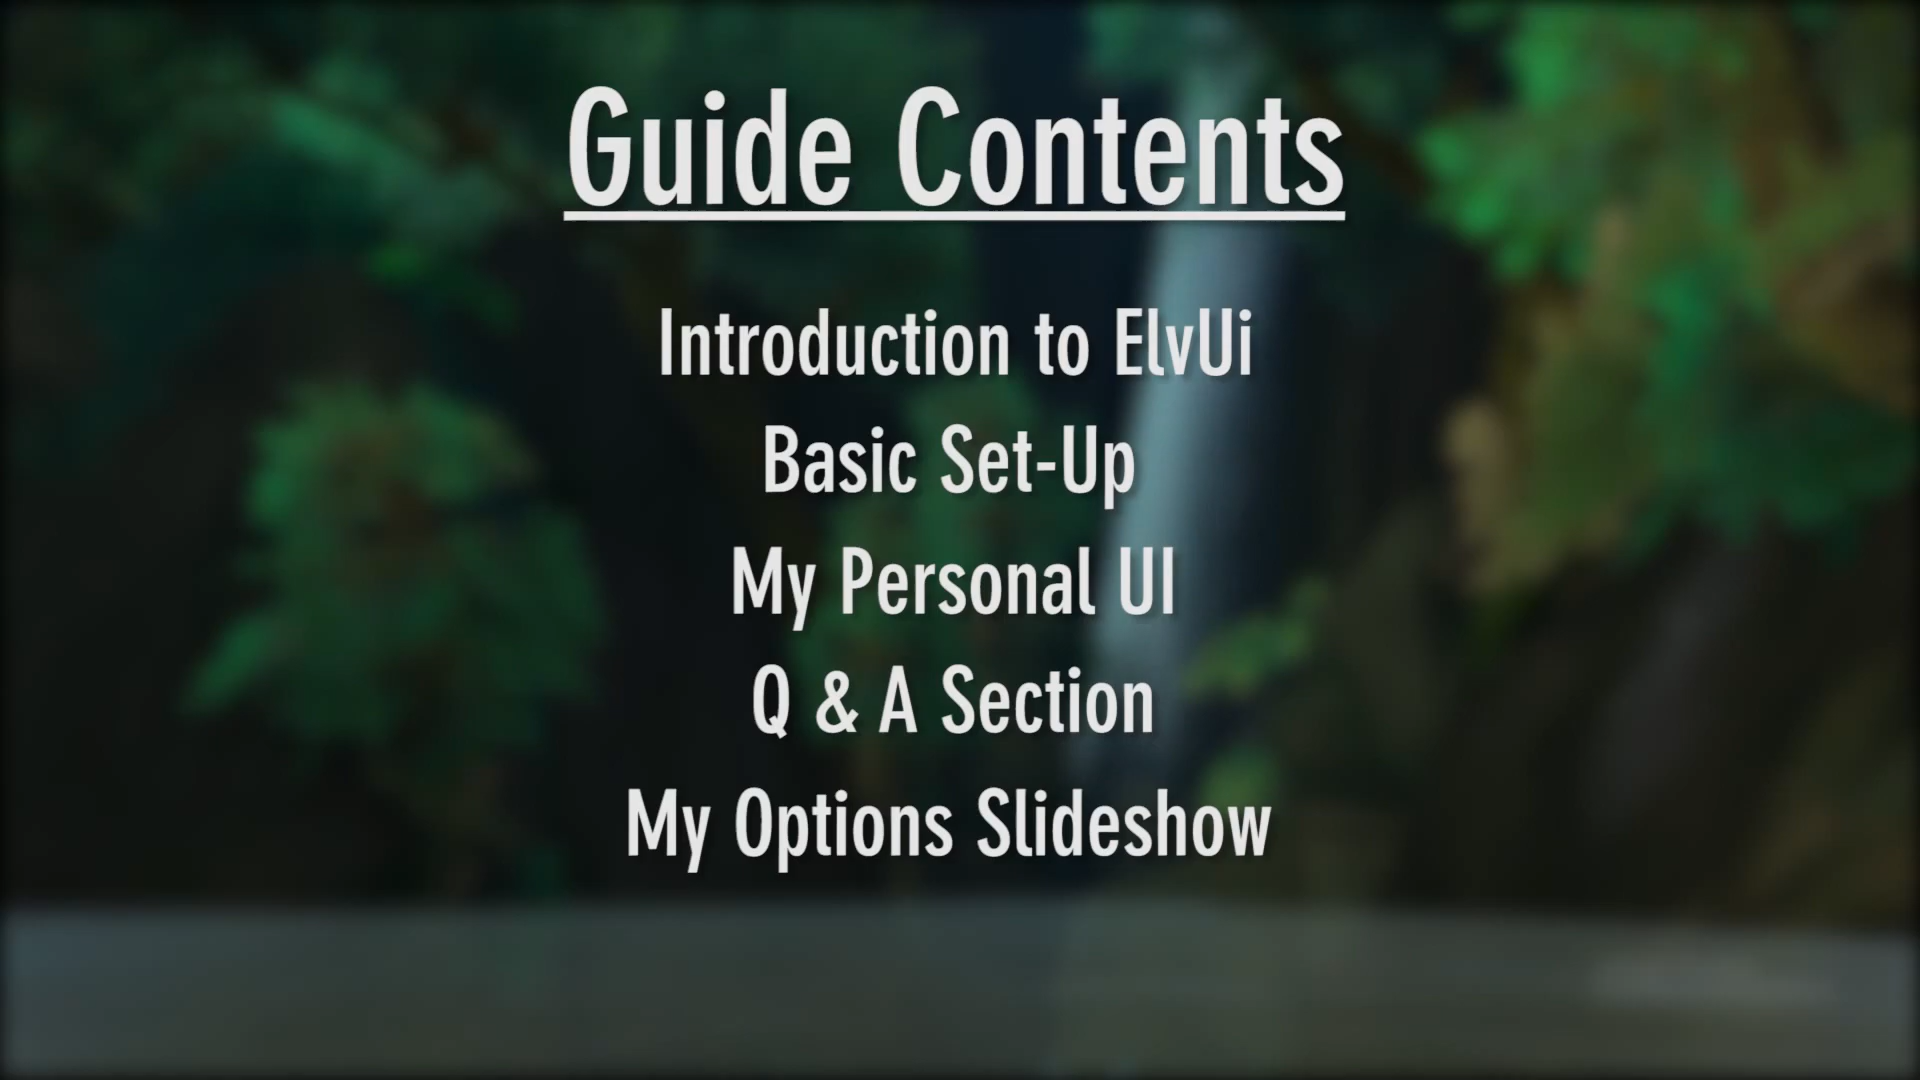 Guide Contents
Introduction to ElvUi
Basic Set-Up
My Personal UI
Q & A Section
My Options Slideshow